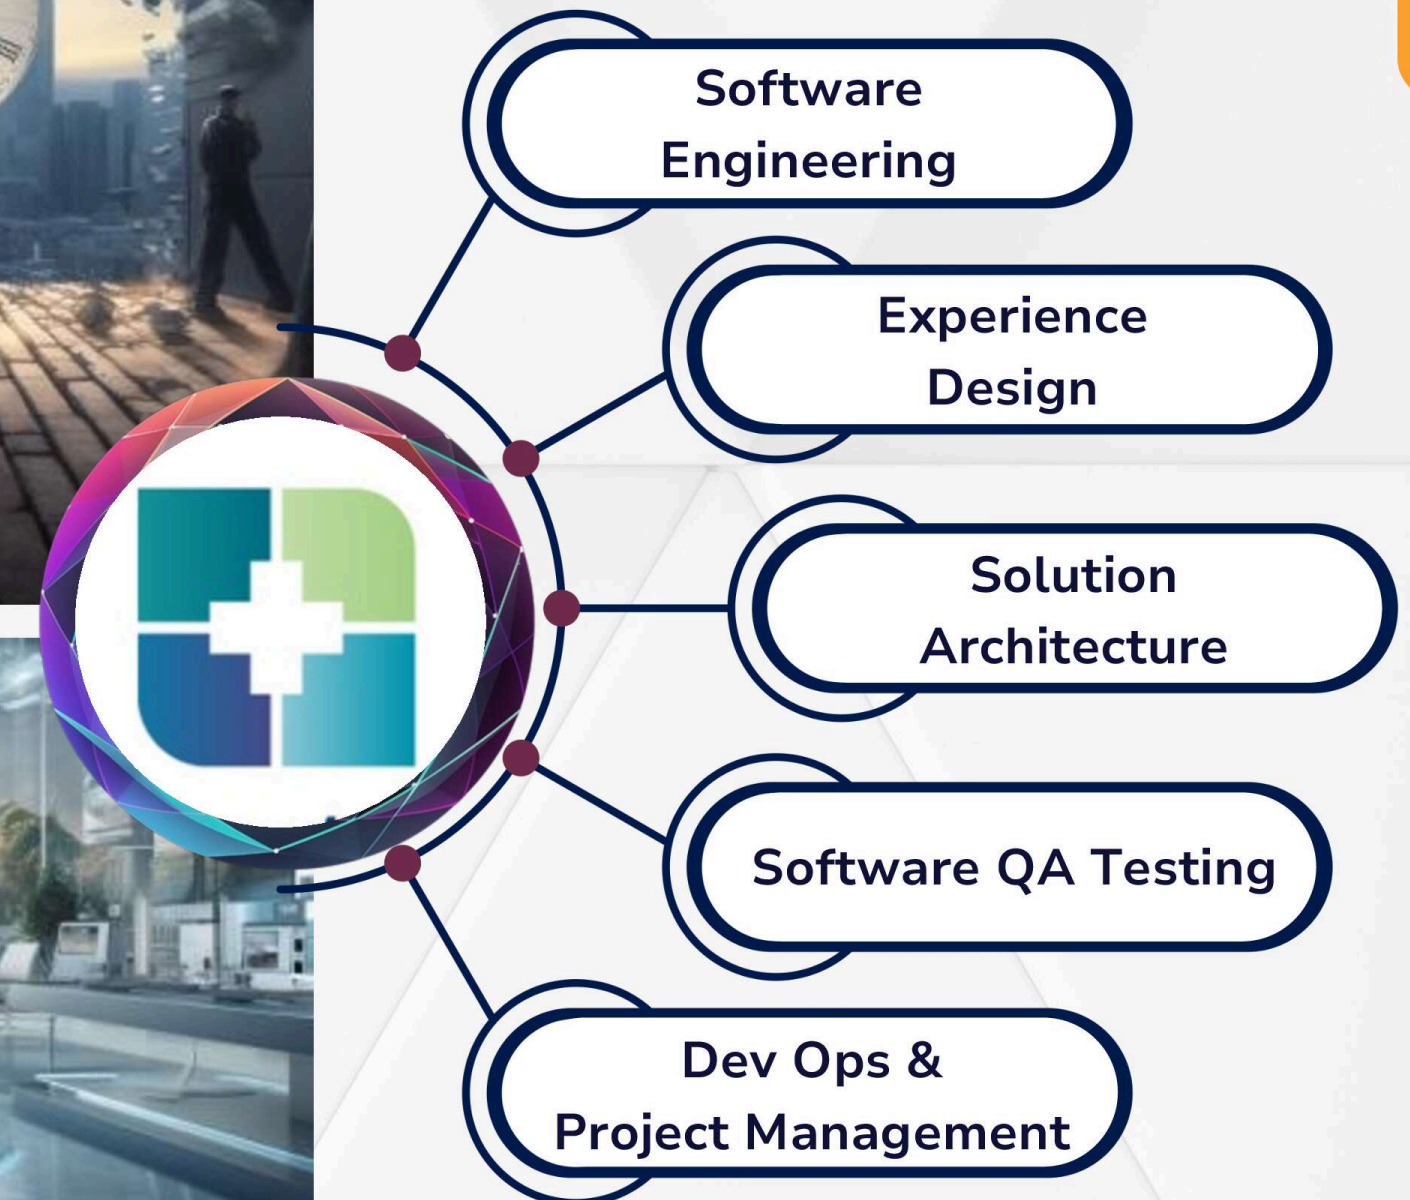 Software
Engineering
Experience
Design
Solution
Architecture
Software QA Testing
Dev Ops &
Project Management